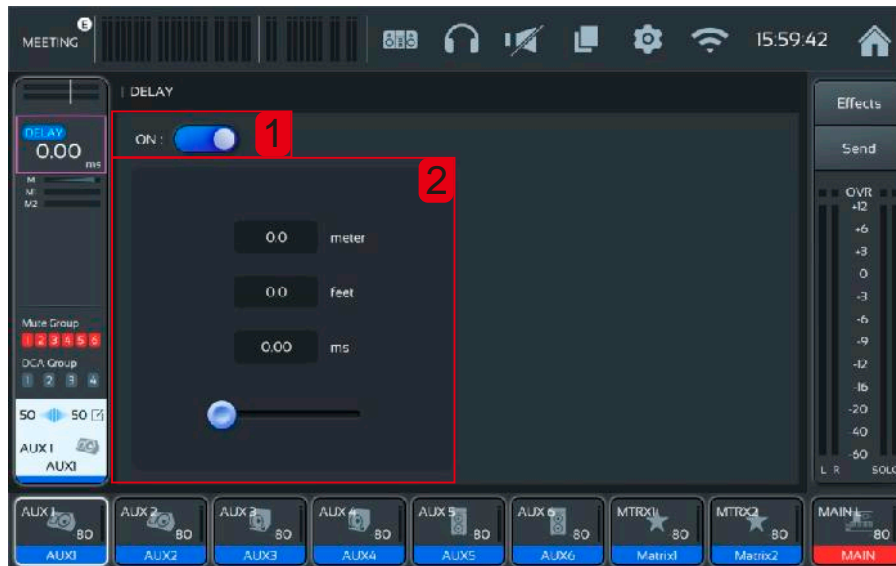 MEETING E 15:59:42
DELAY
ON: 1
2
0.0 meter
0.0 feet
0.00 ms
DELAY
0.00 ms
M
M1
M2
Mute Group
1 2 3 4 5 6
DCA Group
1 2 3 4
50 50
AUX 1
AUX1
Effects
Send
OVR
+12
+6
+3
0
-3
-6
-9
-12
-16
-20
-40
-60
L R SOLO
AUX 1 80 AUX1
AUX 2 80 AUX2
AUX 3 80 AUX3
AUX 4 80 AUX4
AUX 5 80 AUX5
AUX 6 80 AUX6
MTRX1 80 Matrix1
MTRX2 80 Matrix2
MAIN L 80 MAIN